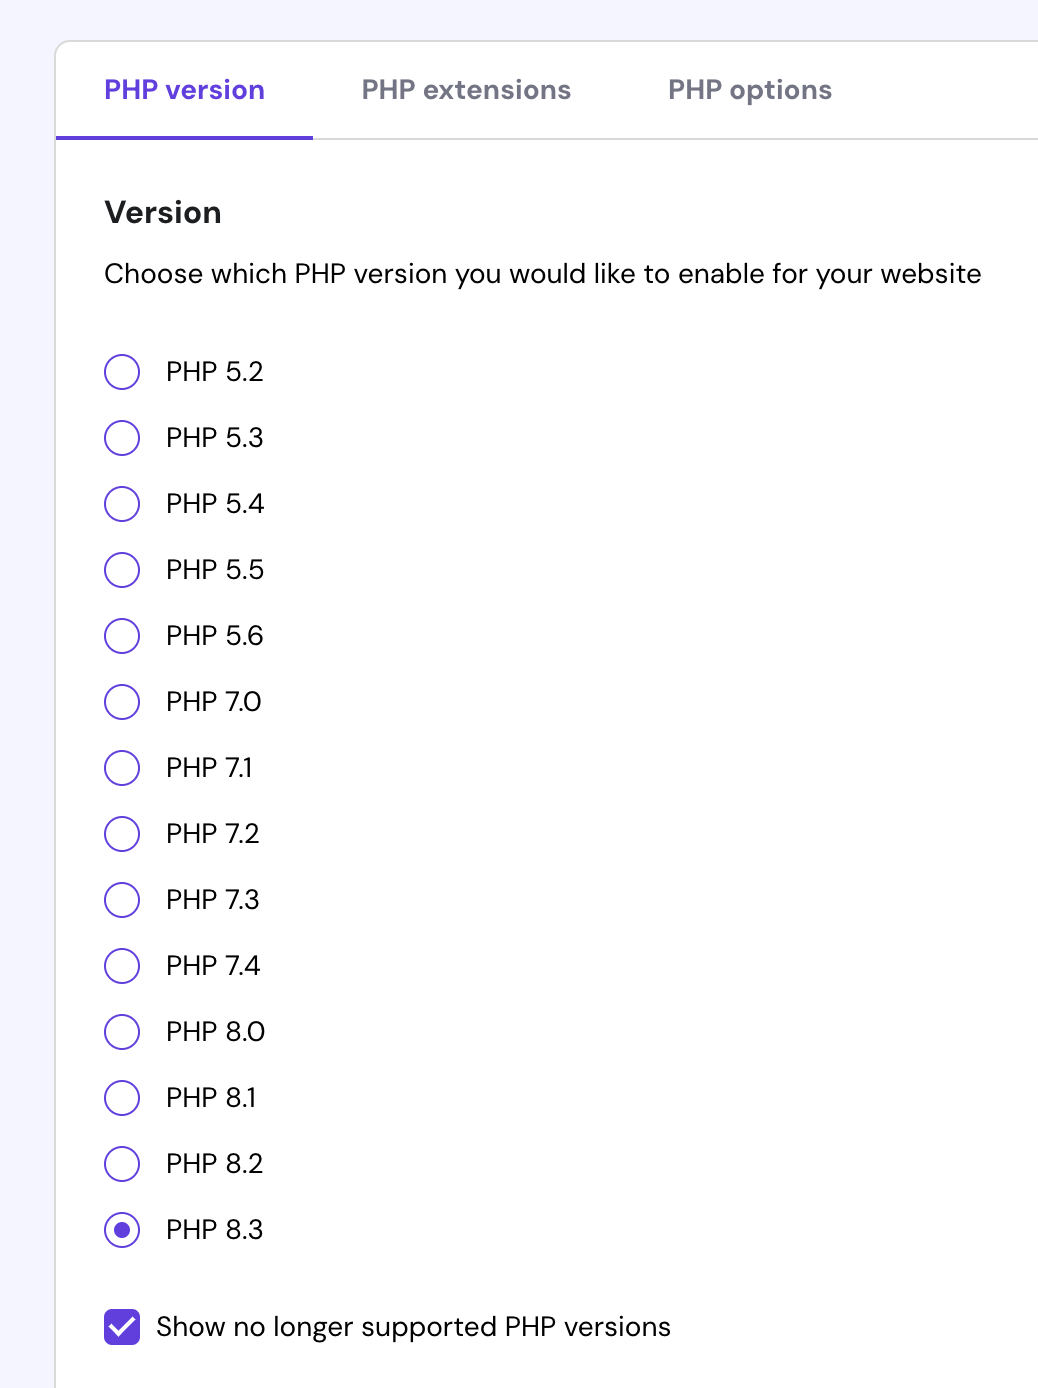 PHP version PHP extensions PHP options
Version
Choose which PHP version you would like to enable for your website
PHP 5.2
PHP 5.3
PHP 5.4
PHP 5.5
PHP 5.6
PHP 7.0
PHP 7.1
PHP 7.2
PHP 7.3
PHP 7.4
PHP 8.0
PHP 8.1
PHP 8.2
PHP 8.3
Show no longer supported PHP versions